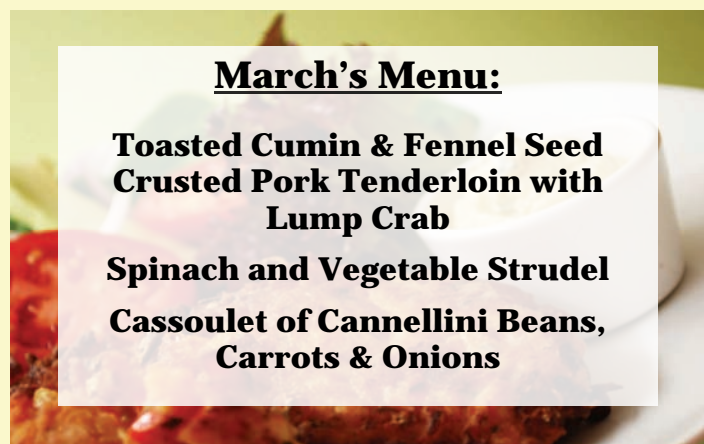 March’s Menu:
Toasted Cumin & Fennel Seed
Crusted Pork Tenderloin with
Lump Crab
Spinach and Vegetable Strudel
Cassoulet of Cannellini Beans,
Carrots & Onions